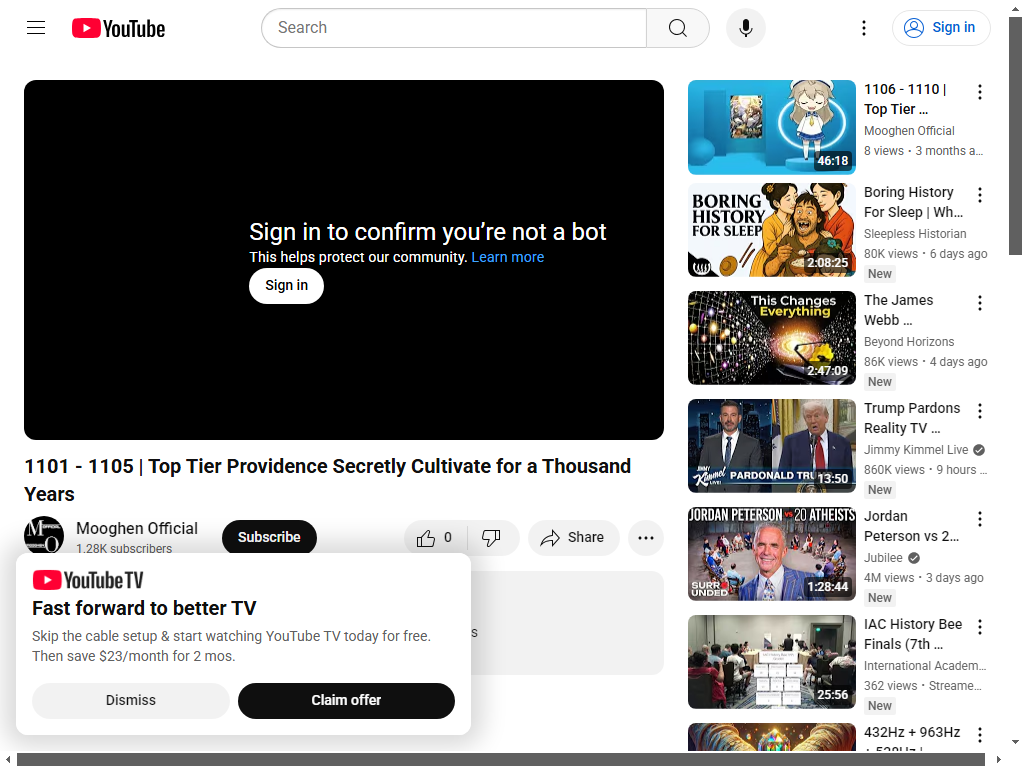 YouTube
Search
Sign in
Sign in to confirm you’re not a bot
This helps protect our community. Learn more
Sign in
1101 - 1105 | Top Tier Providence Secretly Cultivate for a Thousand
Years
Mooghen Official
1.28K subscribers
Subscribe
0
Share
YouTube TV
Fast forward to better TV
Skip the cable setup & start watching YouTube TV today for free.
Then save $23/month for 2 mos.
Dismiss
Claim offer
s
46:18
1106 - 1110 |
Top Tier …
Mooghen Official
8 views • 3 months a…
BORING
HISTORY
FOR SLEEP
2:08:25
Boring History
For Sleep | Wh…
Sleepless Historian
80K views • 6 days ago
New
This Changes
Everything
2:47:09
The James
Webb …
Beyond Horizons
86K views • 4 days ago
New
JIMMY
Kimmel
LIVE!
PARDONALD TRU
13:50
Trump Pardons
Reality TV …
Jimmy Kimmel Live
860K views • 9 hours …
New
JORDAN PETERSON VS 20 ATHEISTS
SURR
UNDED
1:28:44
Jordan
Peterson vs 2…
Jubilee
4M views • 3 days ago
New
25:56
IAC History Bee
Finals (7th …
International Academ…
362 views • Streame…
New
432Hz + 963Hz
+ 528Hz |